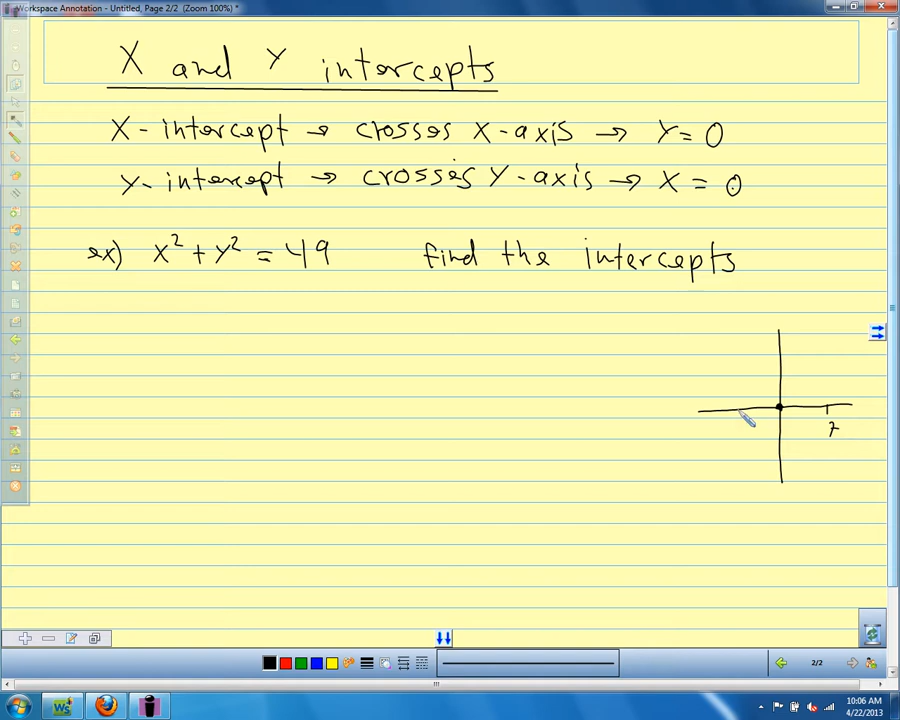 Workspace Annotation - Untitled, Page 2/2 (Zoom 100%) *
X and Y intercepts
X-intercept → crosses X-axis → Y=0
Y-intercept → crosses Y-axis → X = 0
ex) x² + y² = 49 find the intercepts
7
2/2
10:06 AM
4/22/2013